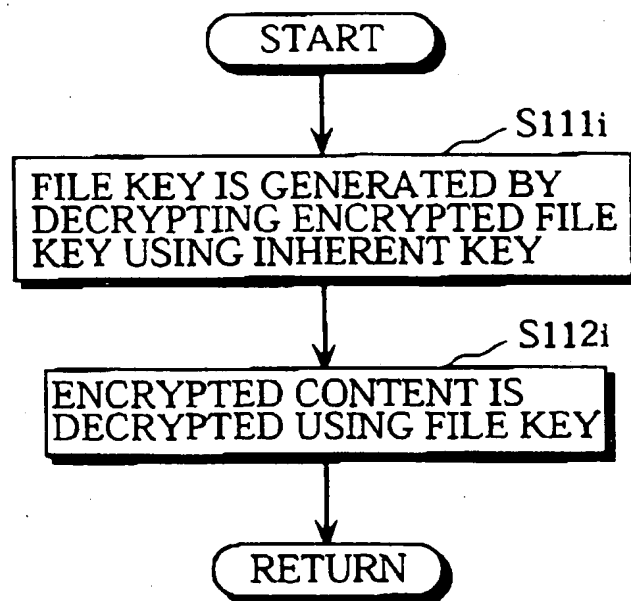 START
S111i
FILE KEY IS GENERATED BY
DECRYPTING ENCRYPTED FILE
KEY USING INHERENT KEY
S112i
ENCRYPTED CONTENT IS
DECRYPTED USING FILE KEY
RETURN